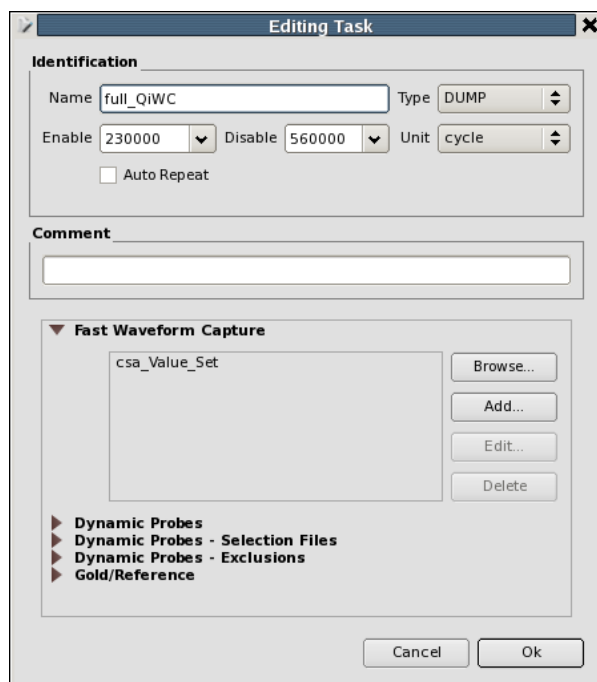 Editing Task
Identification
Name full_QiWC Type DUMP
Enable 230000 Disable 560000 Unit cycle
Auto Repeat
Comment
Fast Waveform Capture
csa_Value_Set
Browse...
Add...
Edit...
Delete
Dynamic Probes
Dynamic Probes - Selection Files
Dynamic Probes - Exclusions
Gold/Reference
Cancel Ok